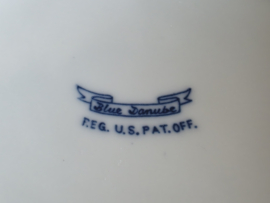 Blue Danube
REG. U.S. PAT. OFF.